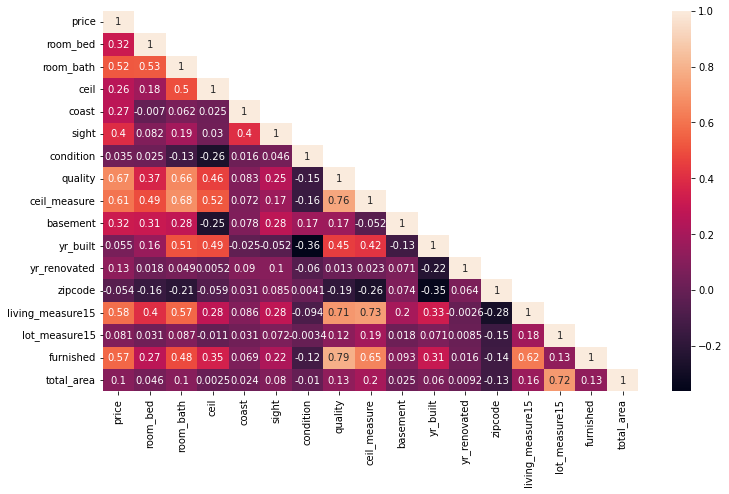 price 1
room_bed 0.32 1
room_bath 0.52 0.53 1
ceil 0.26 0.18 0.5 1
coast 0.27 -0.007 0.062 0.025 1
sight 0.4 0.082 0.19 0.03 0.4 1
condition 0.035 0.025 -0.13 -0.26 0.016 0.046 1
quality 0.67 0.37 0.66 0.46 0.083 0.25 -0.15 1
ceil_measure 0.61 0.49 0.68 0.52 0.072 0.17 -0.16 0.76 1
basement 0.32 0.31 0.28 -0.25 0.078 0.28 0.17 0.17 -0.052 1
yr_built 0.055 0.16 0.51 0.49 -0.025 -0.052 -0.36 0.45 0.42 -0.13 1
yr_renovated 0.13 0.018 0.049 0.0052 0.09 0.1 -0.06 0.013 0.023 0.071 -0.22 1
zipcode -0.054 -0.16 -0.21 -0.059 0.031 0.085 0.0041 -0.19 -0.26 0.074 -0.35 0.064 1
living_measure15 0.58 0.4 0.57 0.28 0.086 0.28 -0.094 0.71 0.73 0.2 0.33 -0.0026 -0.28 1
lot_measure15 0.081 0.031 0.087 -0.011 0.031 0.072 -0.0034 0.12 0.19 0.018 0.071 0.0085 -0.15 0.18 1
furnished 0.57 0.27 0.48 0.35 0.069 0.22 -0.12 0.79 0.65 0.093 0.31 0.016 -0.14 0.62 0.13 1
total_area 0.1 0.046 0.1 0.0025 0.024 0.08 -0.01 0.13 0.2 0.025 0.06 0.0092 -0.13 0.16 0.72 0.13 1
price room_bed room_bath ceil coast sight condition quality ceil_measure basement yr_built yr_renovated zipcode living_measure15 lot_measure15 furnished total_area
1.0
0.8
0.6
0.4
0.2
0.0
−0.2